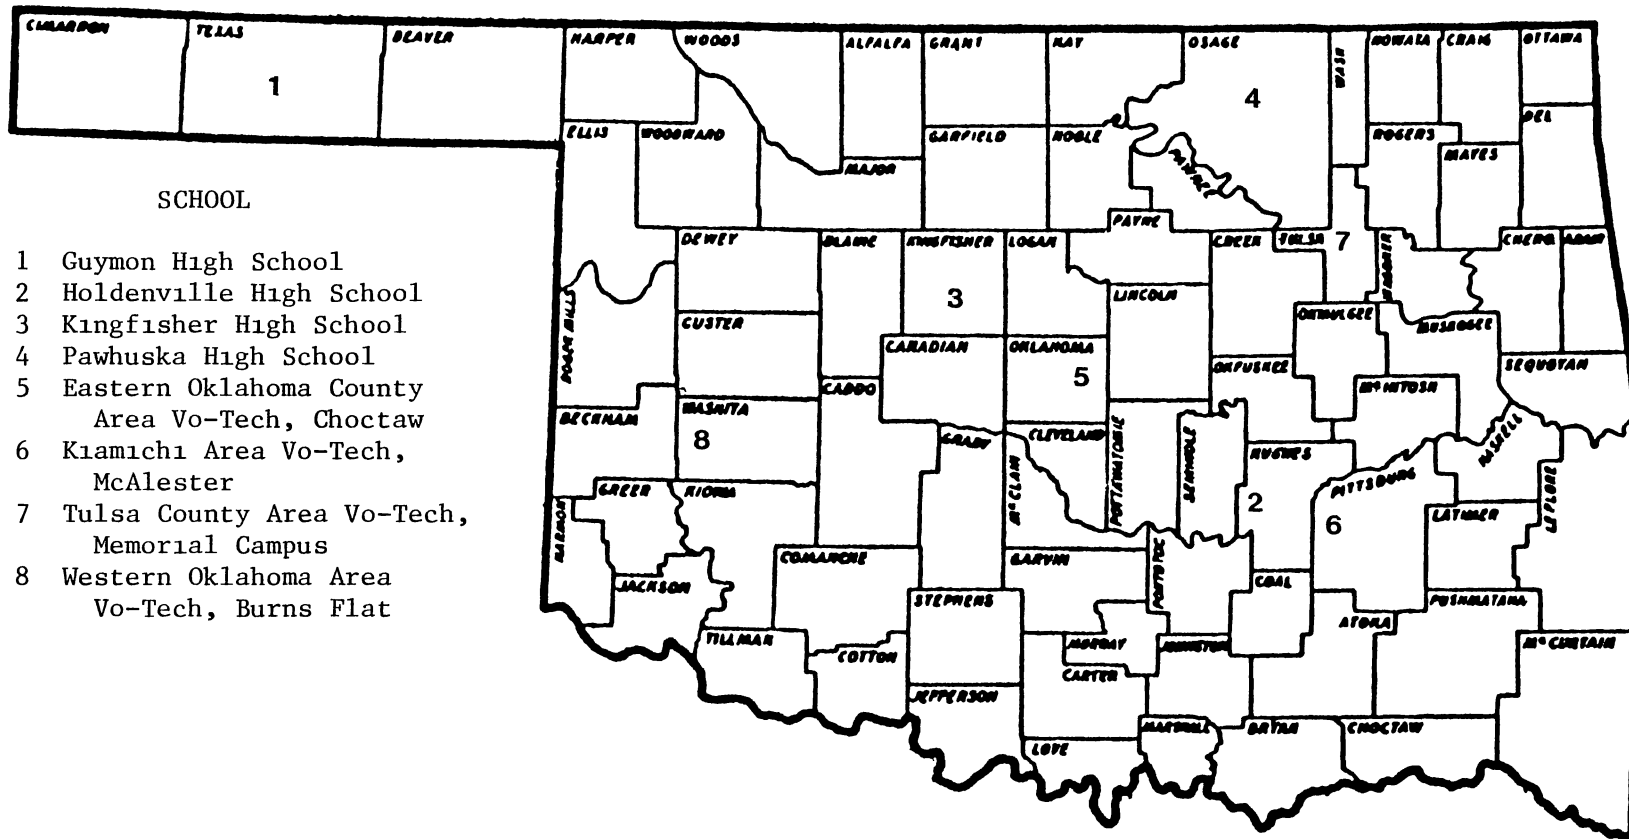 CIMARRON TEXAS BEAVER HARPER WOODS ALFALFA GRANT KAY OSAGE WASH NOWATA CRAIG OTTAWA
1
4
ELLIS WOODWARD GARFIELD NOBLE ROGERS DEL
MAJOR PAWNEE MAYES
SCHOOL
1 Guymon High School
2 Holdenville High School
3 Kingfisher High School
4 Pawhuska High School
5 Eastern Oklahoma County
Area Vo-Tech, Choctaw
6 Kiamichi Area Vo-Tech,
McAlester
7 Tulsa County Area Vo-Tech,
Memorial Campus
8 Western Oklahoma Area
Vo-Tech, Burns Flat
PAYNE
DEWEY BLAINE KINGFISHER LOGAN CREEK TULSA 7 WAGONER CHERO ADAIR
3
ROGER MILLS CUSTER LINCOLN OKMULGEE MUSKOGEE
CANADIAN OKLAHOMA OKFUSKEE SEQUOYAH
5
BECKHAM WASHITA CADDO McINTOSH
8
GRADY CLEVELAND POTTAWATOMIE SEMINOLE HUGHES HASKELL
GREER KIOWA McCLAIN 2 PITTSBURG LE FLORE
HARMON 6 LATIMER
COMANCHE GARVIN PONTOTOC
JACKSON STEPHENS COAL PUSHMATAHA
TILLMAN COTTON MURRAY JOHNSTON ATOKA McCURTAIN
CARTER
JEFFERSON
LOVE MARSHALL BRYAN CHOCTAW